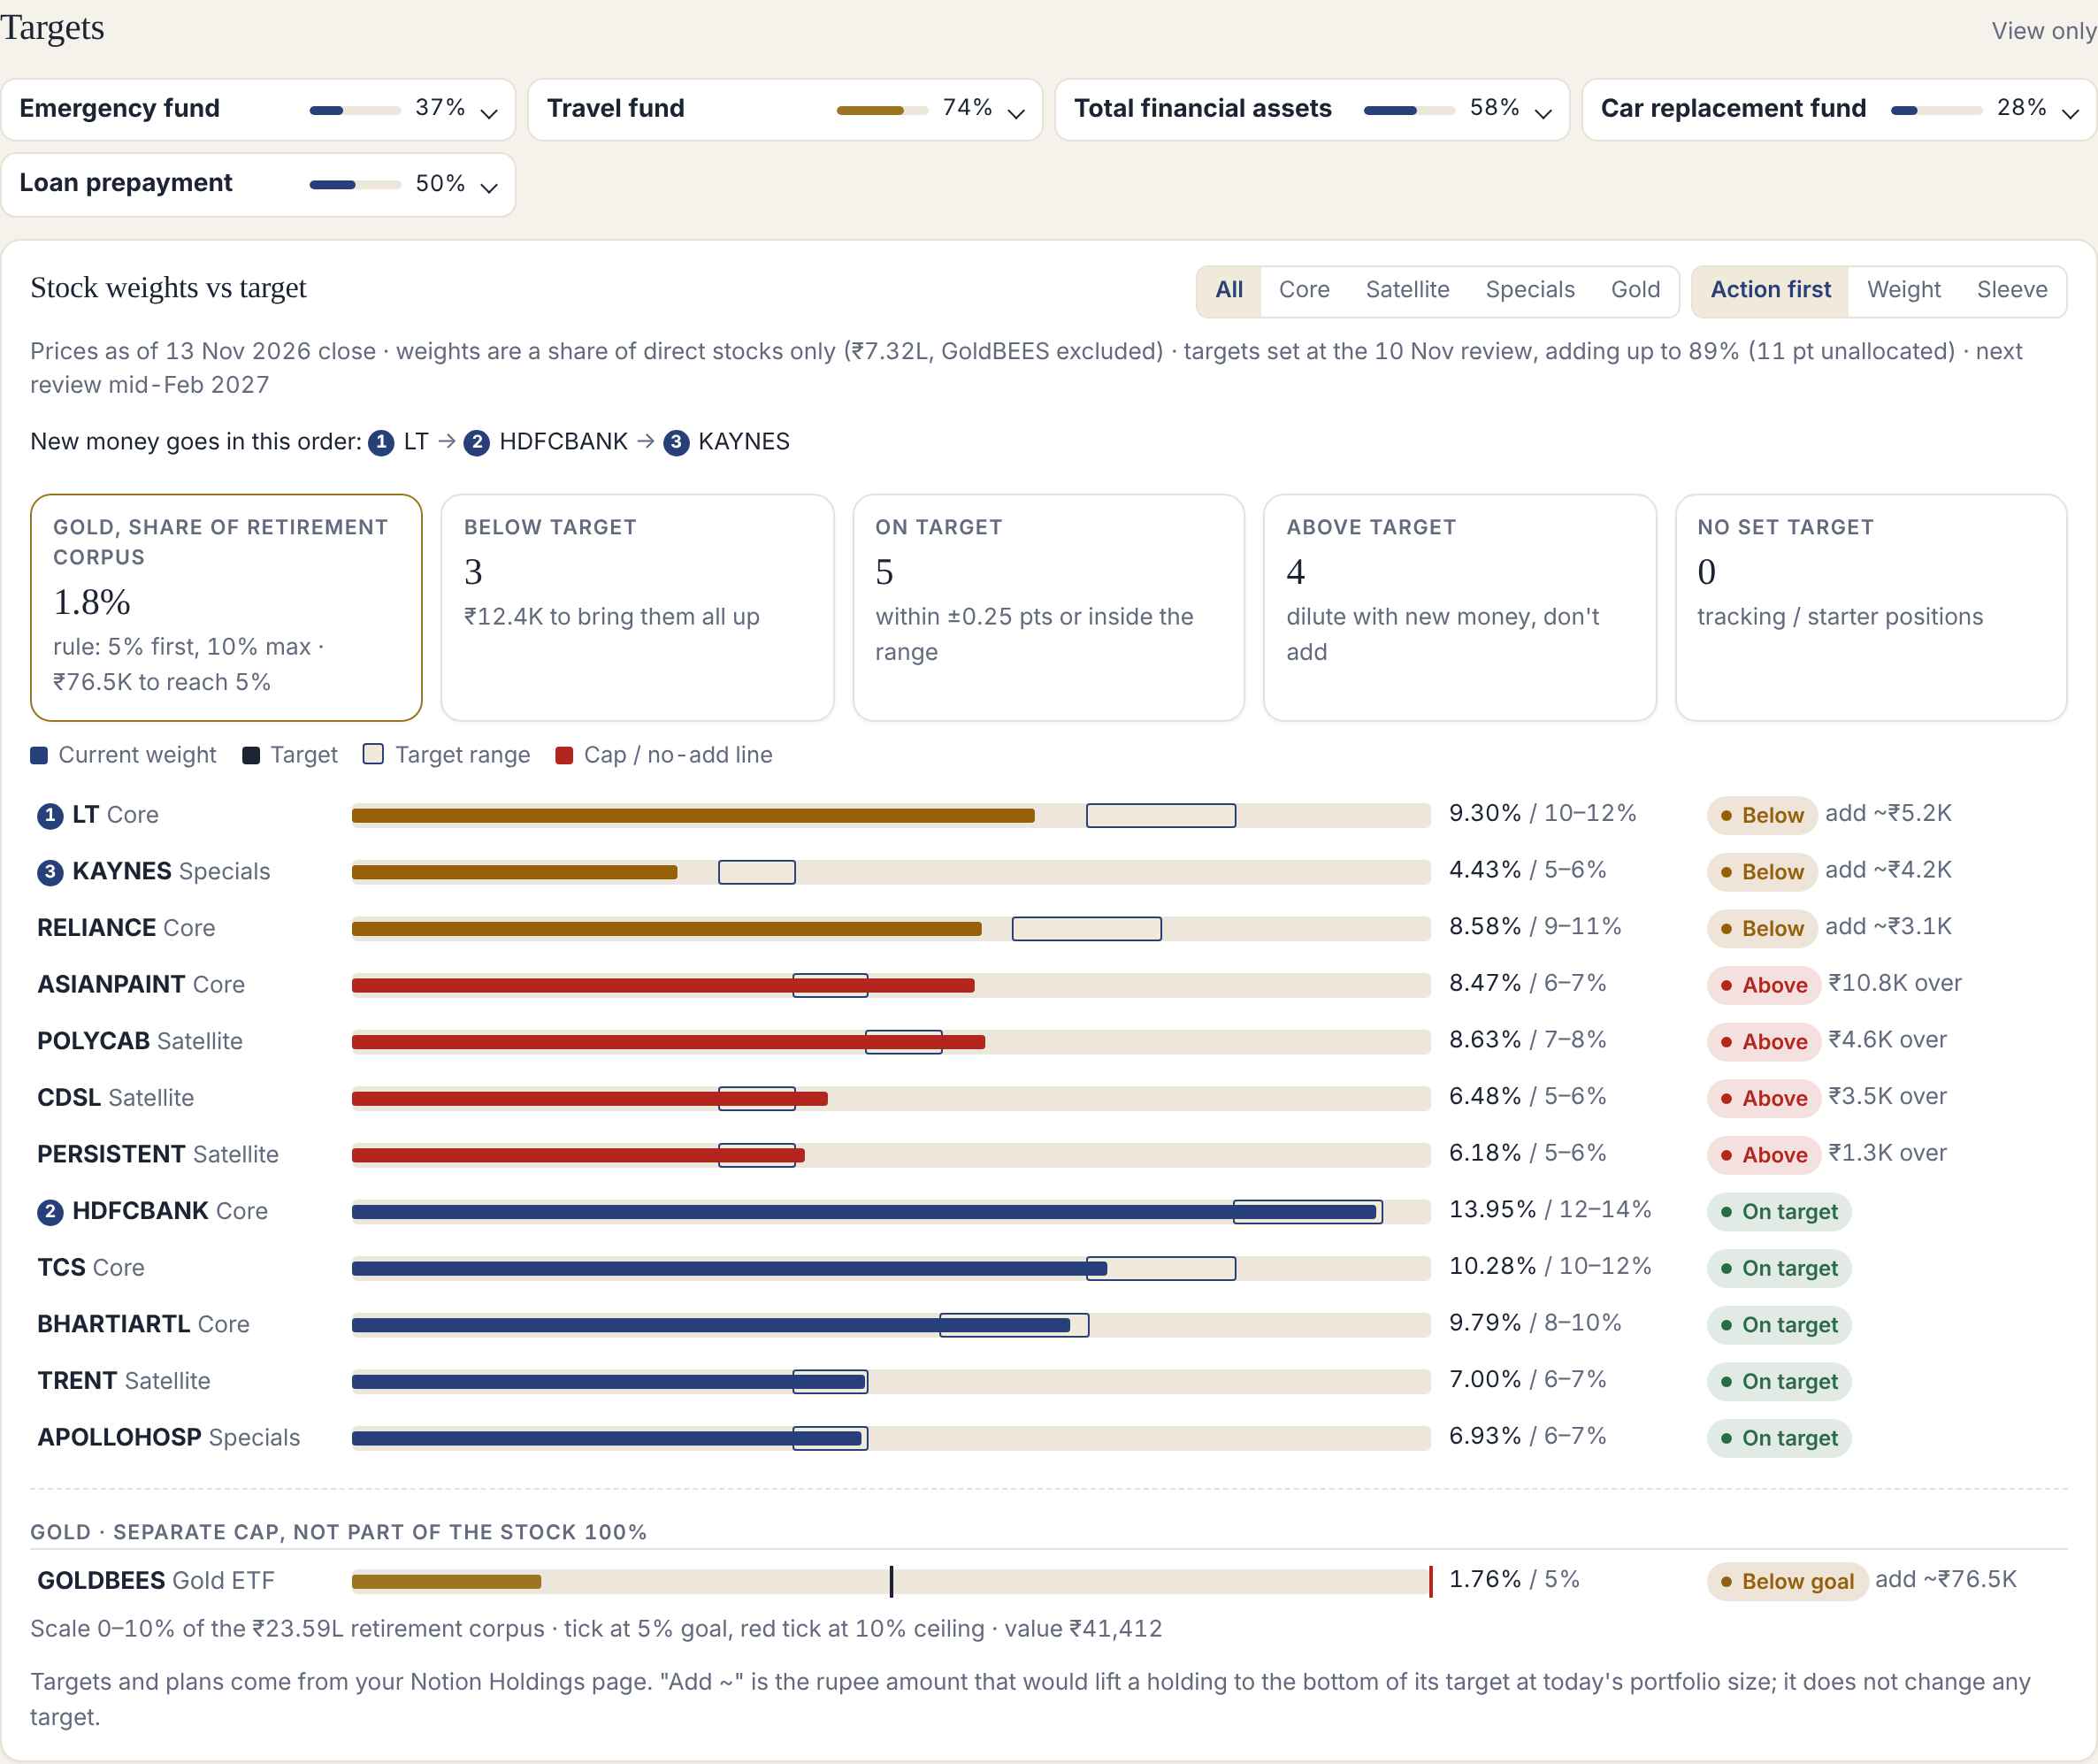 Targets
View only
Emergency fund 37%
Travel fund 74%
Total financial assets 58%
Car replacement fund 28%
Loan prepayment 50%
Stock weights vs target
All Core Satellite Specials Gold
Action first Weight Sleeve
Prices as of 13 Nov 2026 close · weights are a share of direct stocks only (₹7.32L, GoldBEES excluded) · targets set at the 10 Nov review, adding up to 89% (11 pt unallocated) · next
review mid-Feb 2027
New money goes in this order: 1 LT → 2 HDFCBANK → 3 KAYNES
GOLD, SHARE OF RETIREMENT
CORPUS
1.8%
rule: 5% first, 10% max ·
₹76.5K to reach 5%
BELOW TARGET
3
₹12.4K to bring them all up
ON TARGET
5
within ±0.25 pts or inside the
range
ABOVE TARGET
4
dilute with new money, don't
add
NO SET TARGET
0
tracking / starter positions
Current weight Target Target range Cap / no-add line
1 LT Core 9.30% / 10–12% Below add ~₹5.2K
3 KAYNES Specials 4.43% / 5–6% Below add ~₹4.2K
RELIANCE Core 8.58% / 9–11% Below add ~₹3.1K
ASIANPAINT Core 8.47% / 6–7% Above ₹10.8K over
POLYCAB Satellite 8.63% / 7–8% Above ₹4.6K over
CDSL Satellite 6.48% / 5–6% Above ₹3.5K over
PERSISTENT Satellite 6.18% / 5–6% Above ₹1.3K over
2 HDFCBANK Core 13.95% / 12–14% On target
TCS Core 10.28% / 10–12% On target
BHARTIARTL Core 9.79% / 8–10% On target
TRENT Satellite 7.00% / 6–7% On target
APOLLOHOSP Specials 6.93% / 6–7% On target
GOLD · SEPARATE CAP, NOT PART OF THE STOCK 100%
GOLDBEES Gold ETF 1.76% / 5% Below goal add ~₹76.5K
Scale 0–10% of the ₹23.59L retirement corpus · tick at 5% goal, red tick at 10% ceiling · value ₹41,412
Targets and plans come from your Notion Holdings page. "Add ~" is the rupee amount that would lift a holding to the bottom of its target at today's portfolio size; it does not change any
target.